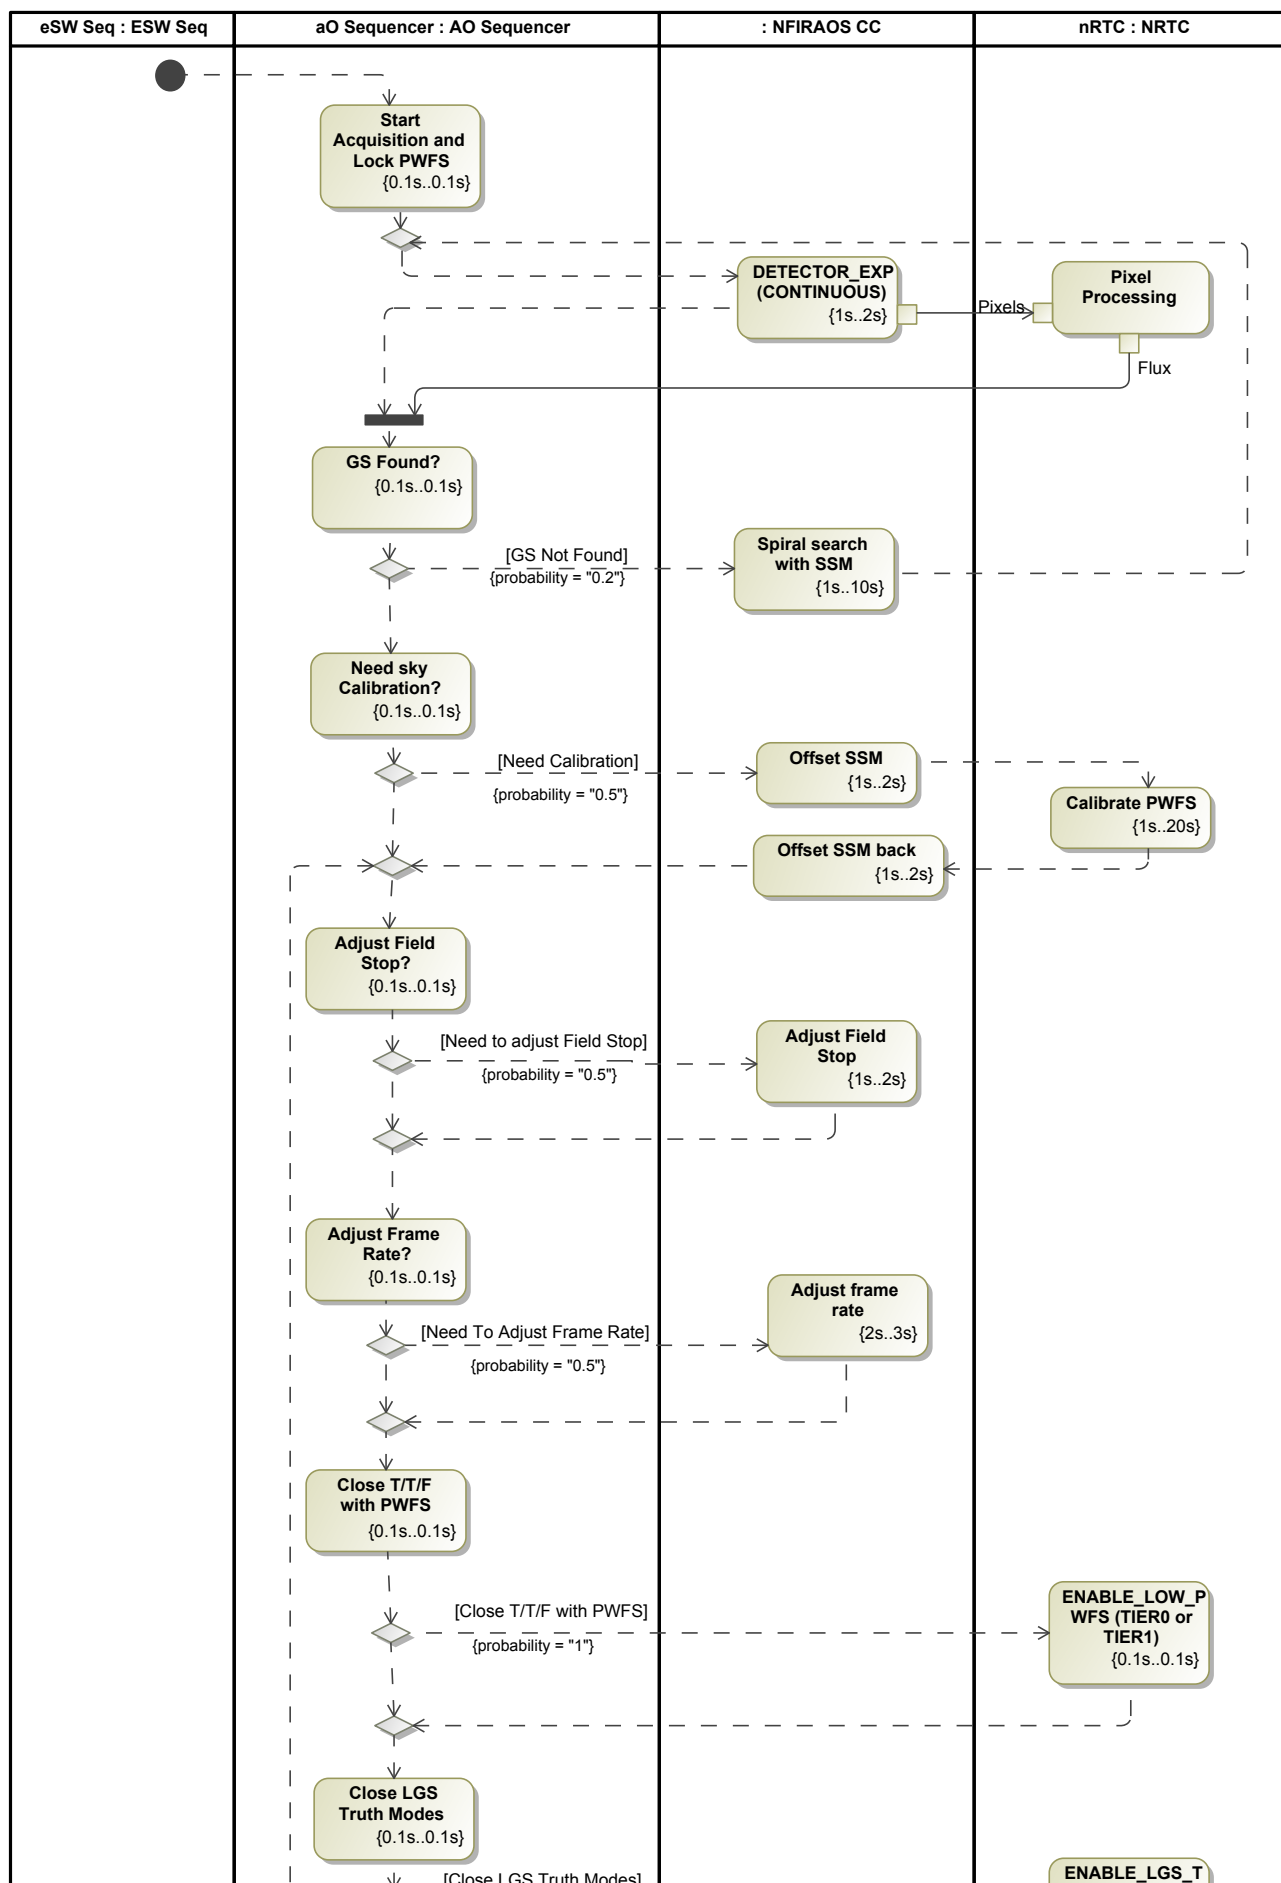 eSW Seq : ESW Seq
aO Sequencer : AO Sequencer
: NFIRAOS CC
nRTC : NRTC
Start
Acquisition and
Lock PWFS
{0.1s..0.1s}
DETECTOR_EXP
(CONTINUOUS)
{1s..2s}
Pixels
Pixel
Processing
Flux
GS Found?
{0.1s..0.1s}
[GS Not Found]
{probability = "0.2"}
Spiral search
with SSM
{1s..10s}
Need sky
Calibration?
{0.1s..0.1s}
[Need Calibration]
{probability = "0.5"}
Offset SSM
{1s..2s}
Calibrate PWFS
{1s..20s}
Offset SSM back
{1s..2s}
Adjust Field
Stop?
{0.1s..0.1s}
[Need to adjust Field Stop]
{probability = "0.5"}
Adjust Field
Stop
{1s..2s}
Adjust Frame
Rate?
{0.1s..0.1s}
[Need To Adjust Frame Rate]
{probability = "0.5"}
Adjust frame
rate
{2s..3s}
Close T/T/F
with PWFS
{0.1s..0.1s}
[Close T/T/F with PWFS]
{probability = "1"}
ENABLE_LOW_P
WFS (TIER0 or
TIER1)
{0.1s..0.1s}
Close LGS
Truth Modes
{0.1s..0.1s}
[Close LGS Truth Modes]
ENABLE_LGS_T